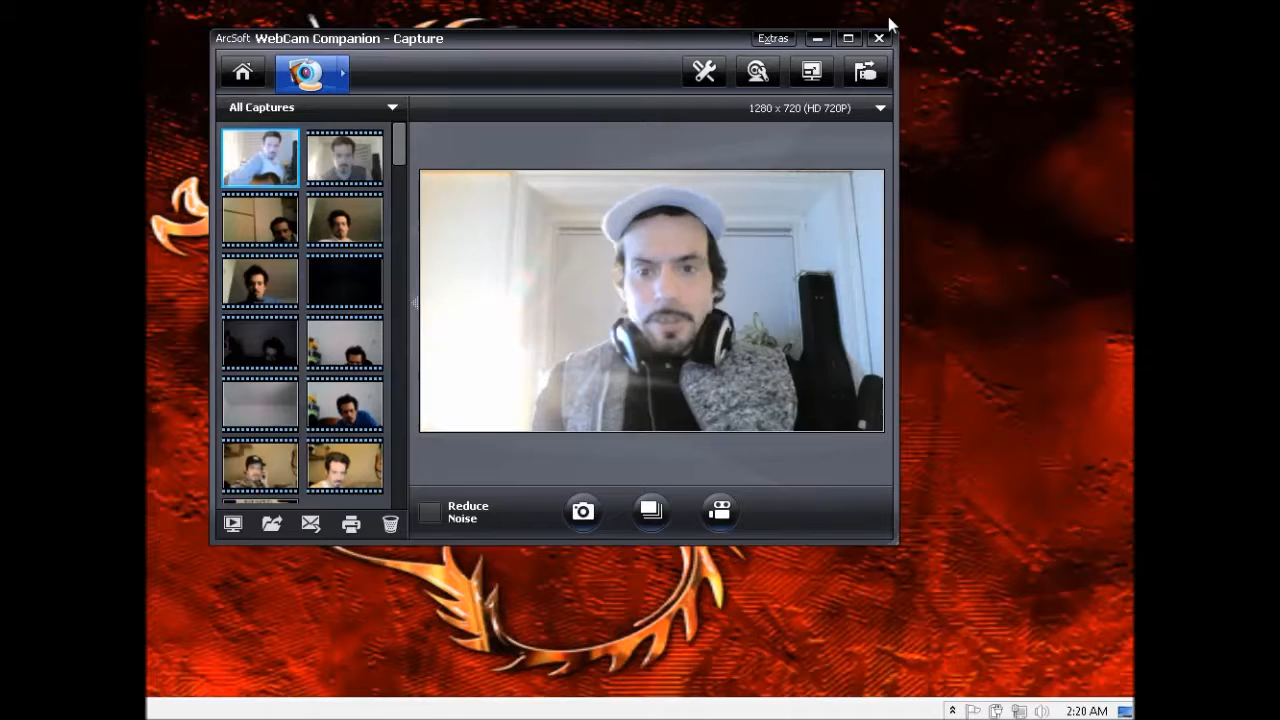 ArcSoft WebCam Companion - Capture
Extras
All Captures
1280 x 720 (HD 720P)
Reduce
Noise
2:20 AM